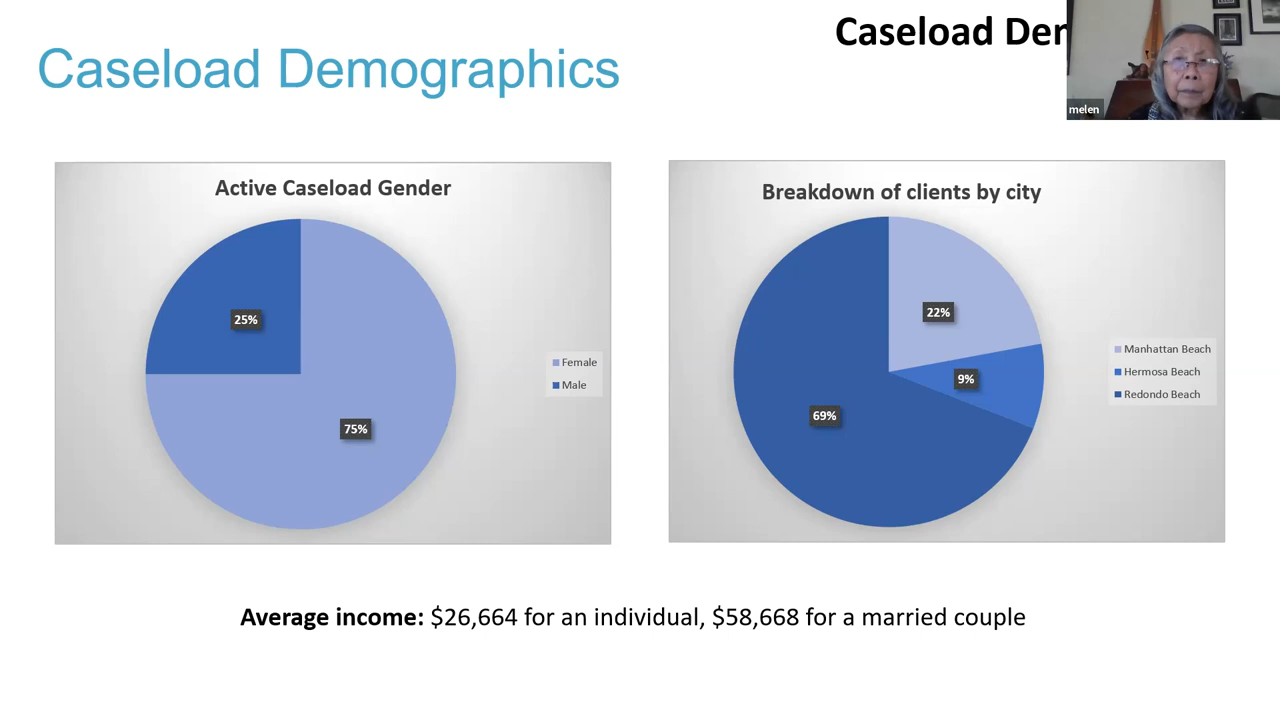 Caseload Demographics
Caseload Dem
melen
Active Caseload Gender
25%
75%
Female
Male
Breakdown of clients by city
22%
9%
69%
Manhattan Beach
Hermosa Beach
Redondo Beach
Average income: $26,664 for an individual, $58,668 for a married couple